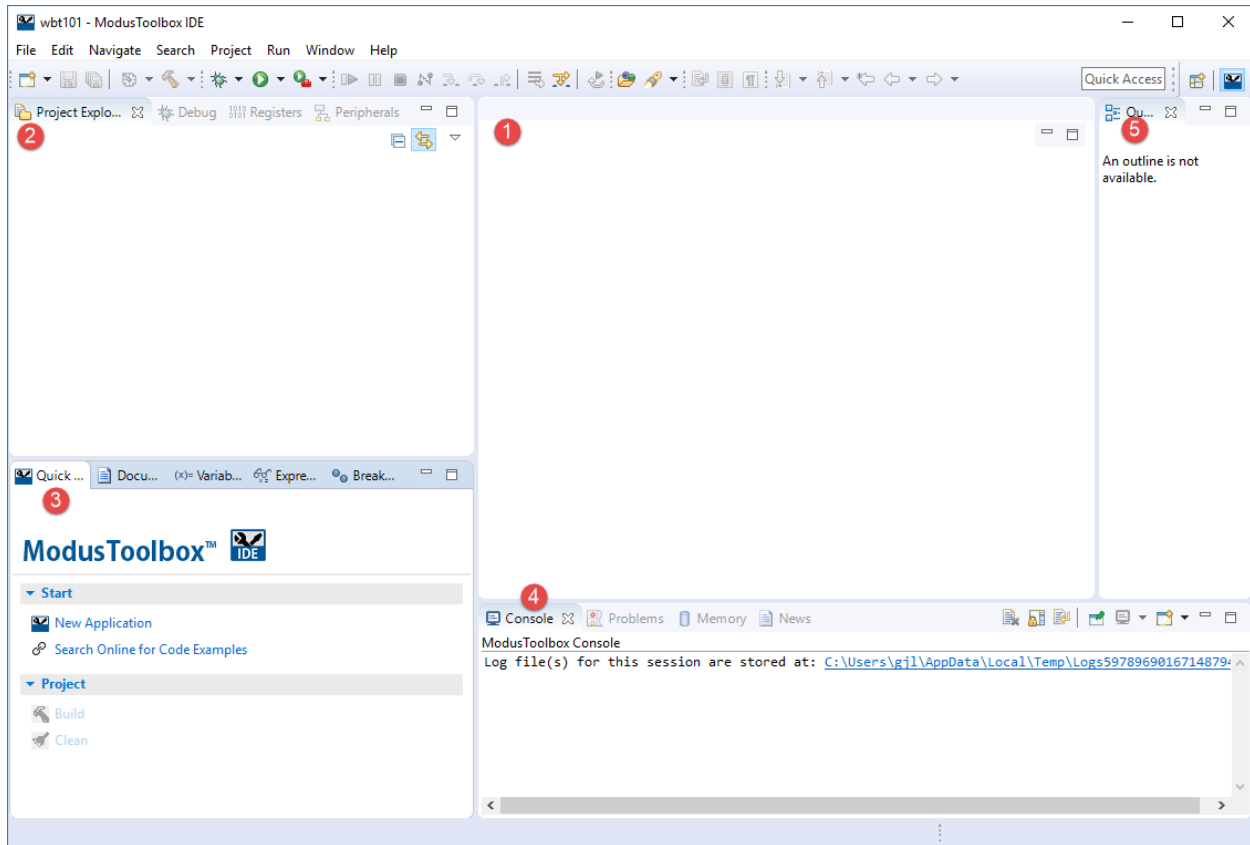 wbt101 - ModusToolbox IDE
File Edit Navigate Search Project Run Window Help
Quick Access
Project Explo... Debug Registers Peripherals
2
1
Ou...
5
An outline is not
available.
Quick ... Docu... (x)= Variab... Expre... Break...
3
ModusToolbox™ IDE
Start
New Application
Search Online for Code Examples
Project
Build
Clean
4
Console Problems Memory News
ModusToolbox Console
Log file(s) for this session are stored at: C:\Users\gjl\AppData\Local\Temp\Logs5978969016714879